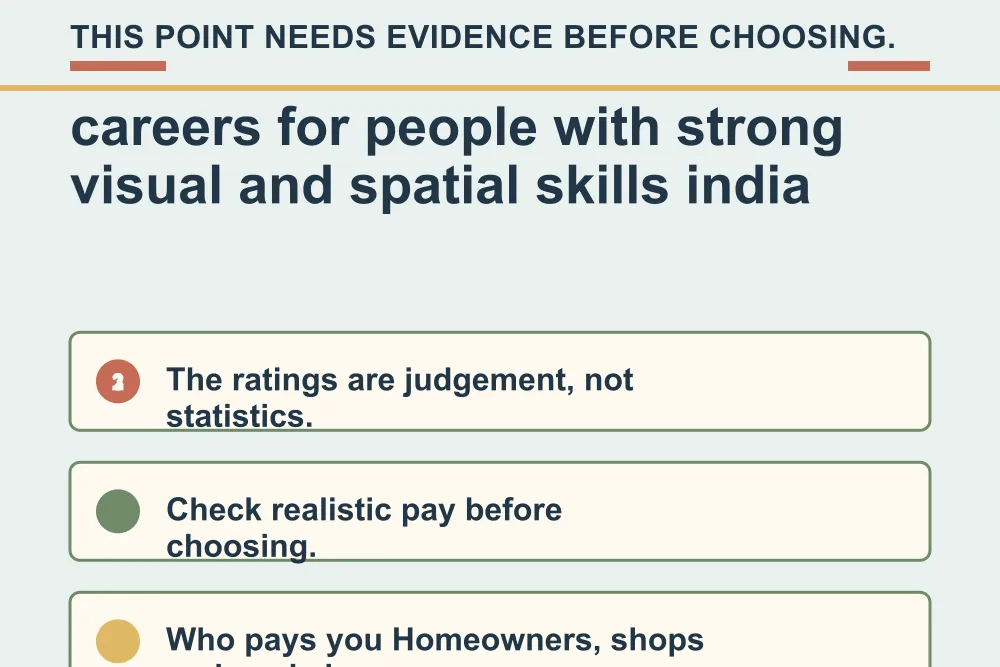 THIS POINT NEEDS EVIDENCE BEFORE CHOOSING.
careers for people with strong
visual and spatial skills india
The ratings are judgement, not
statistics.
Check realistic pay before
choosing.
Who pays you Homeowners, shops